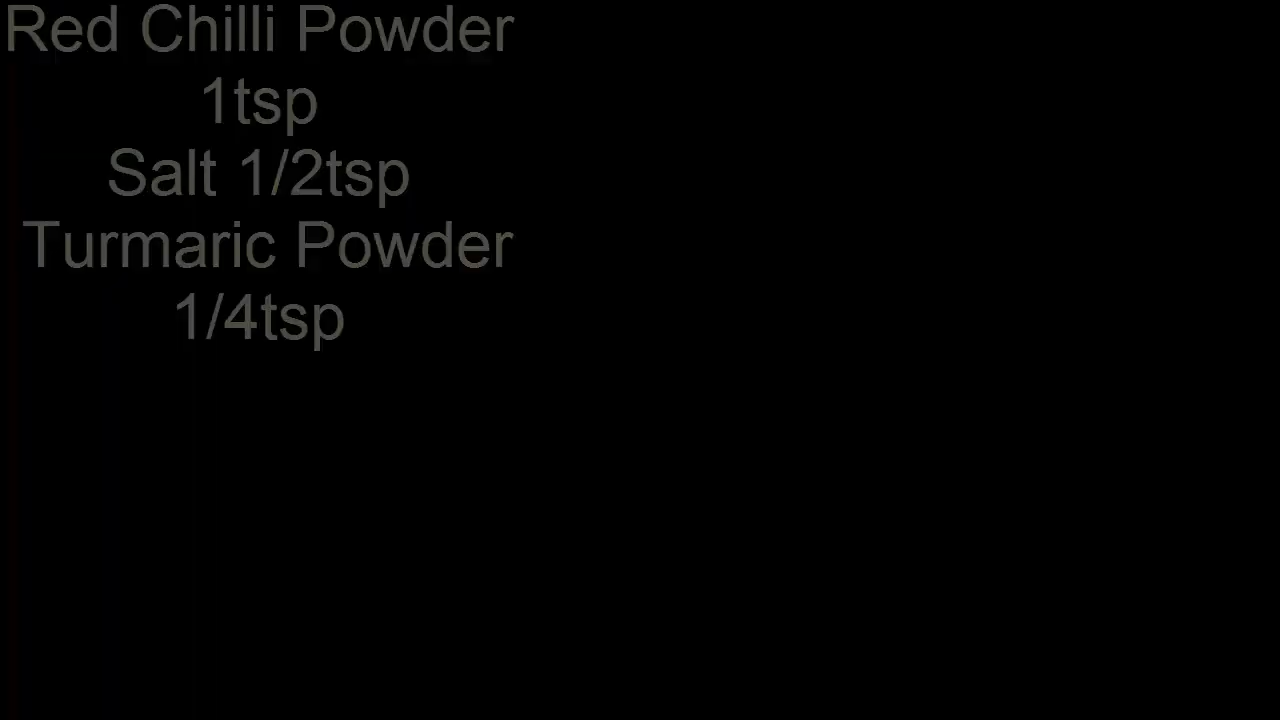 Red Chilli Powder
1tsp
Salt 1/2tsp
Turmaric Powder
1/4tsp